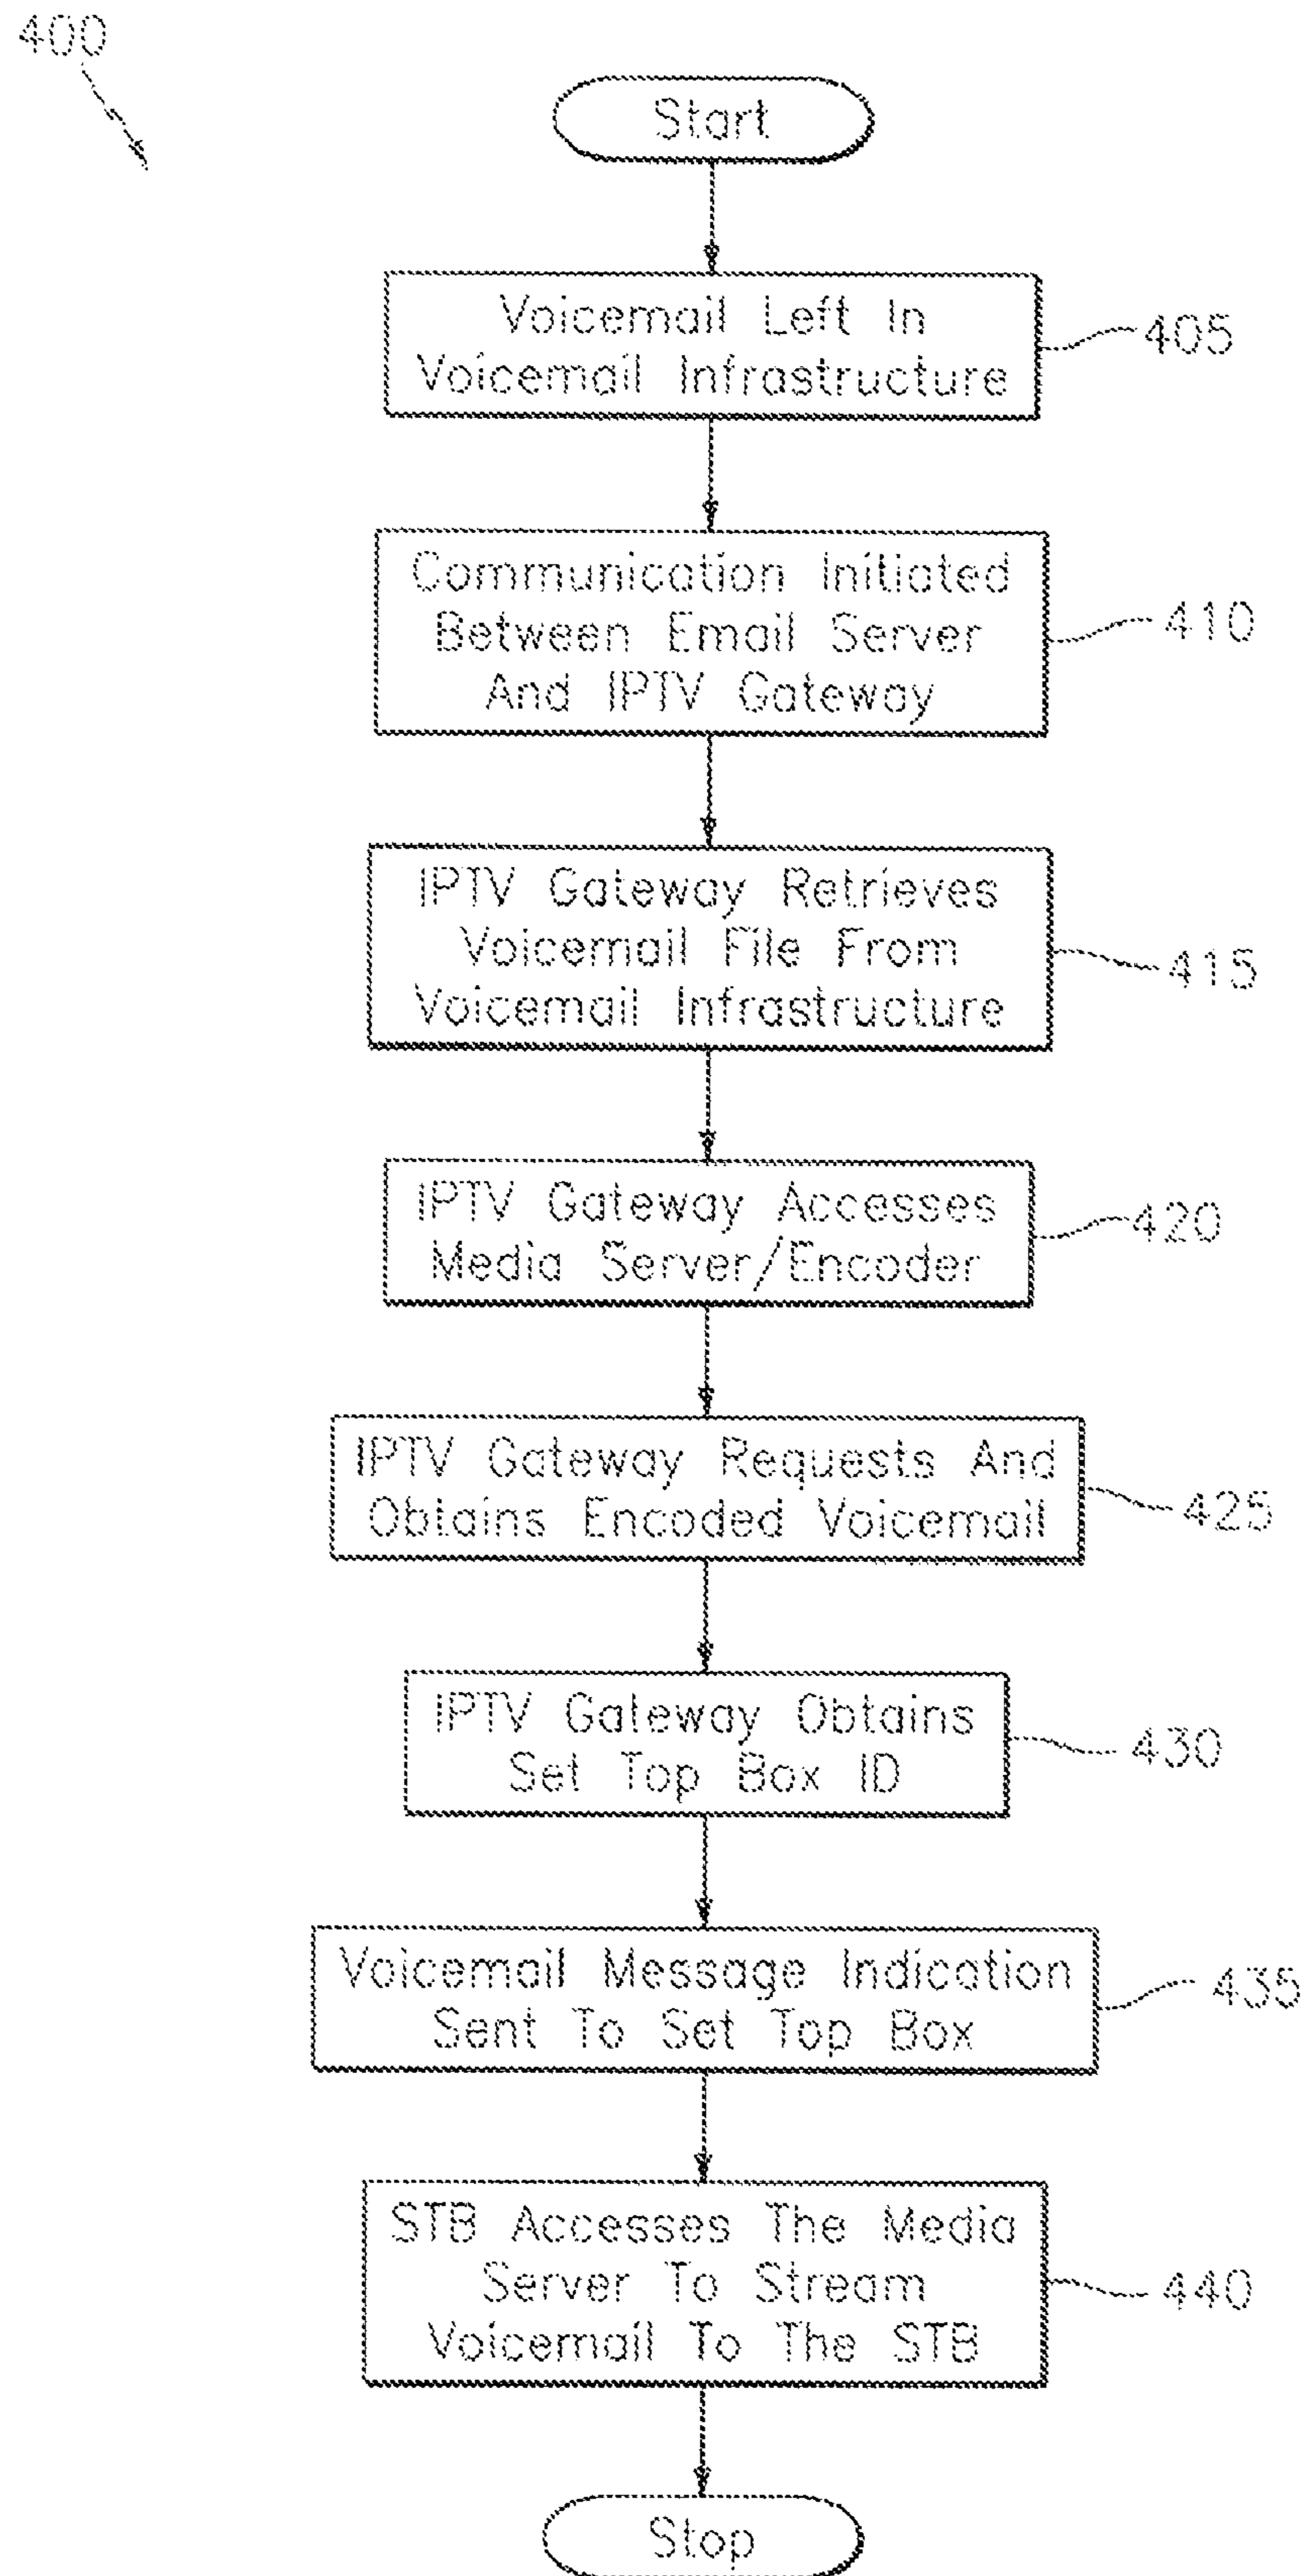 400
Start
Voicemail Left In
Voicemail Infrastructure
405
Communication Initiated
Between Email Server
And IPTV Gateway
410
IPTV Gateway Retrieves
Voicemail File From
Voicemail Infrastructure
415
IPTV Gateway Accesses
Media Server/Encoder
420
IPTV Gateway Requests And
Obtains Encoded Voicemail
425
IPTV Gateway Obtains
Set Top Box ID
430
Voicemail Message Indication
Sent To Set Top Box
435
STB Accesses The Media
Server To Stream
Voicemail To The STB
440
Stop